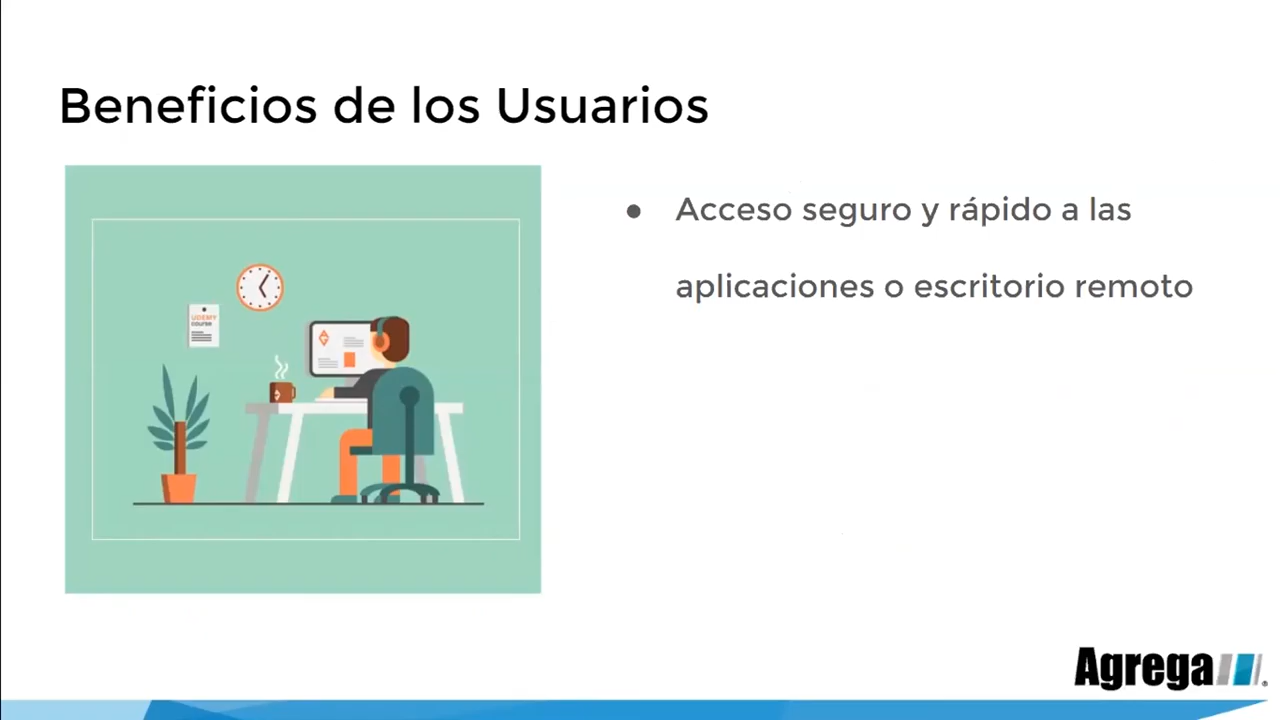 Beneficios de los Usuarios
● Acceso seguro y rápido a las
aplicaciones o escritorio remoto
UDEMY
course
Agrega ®